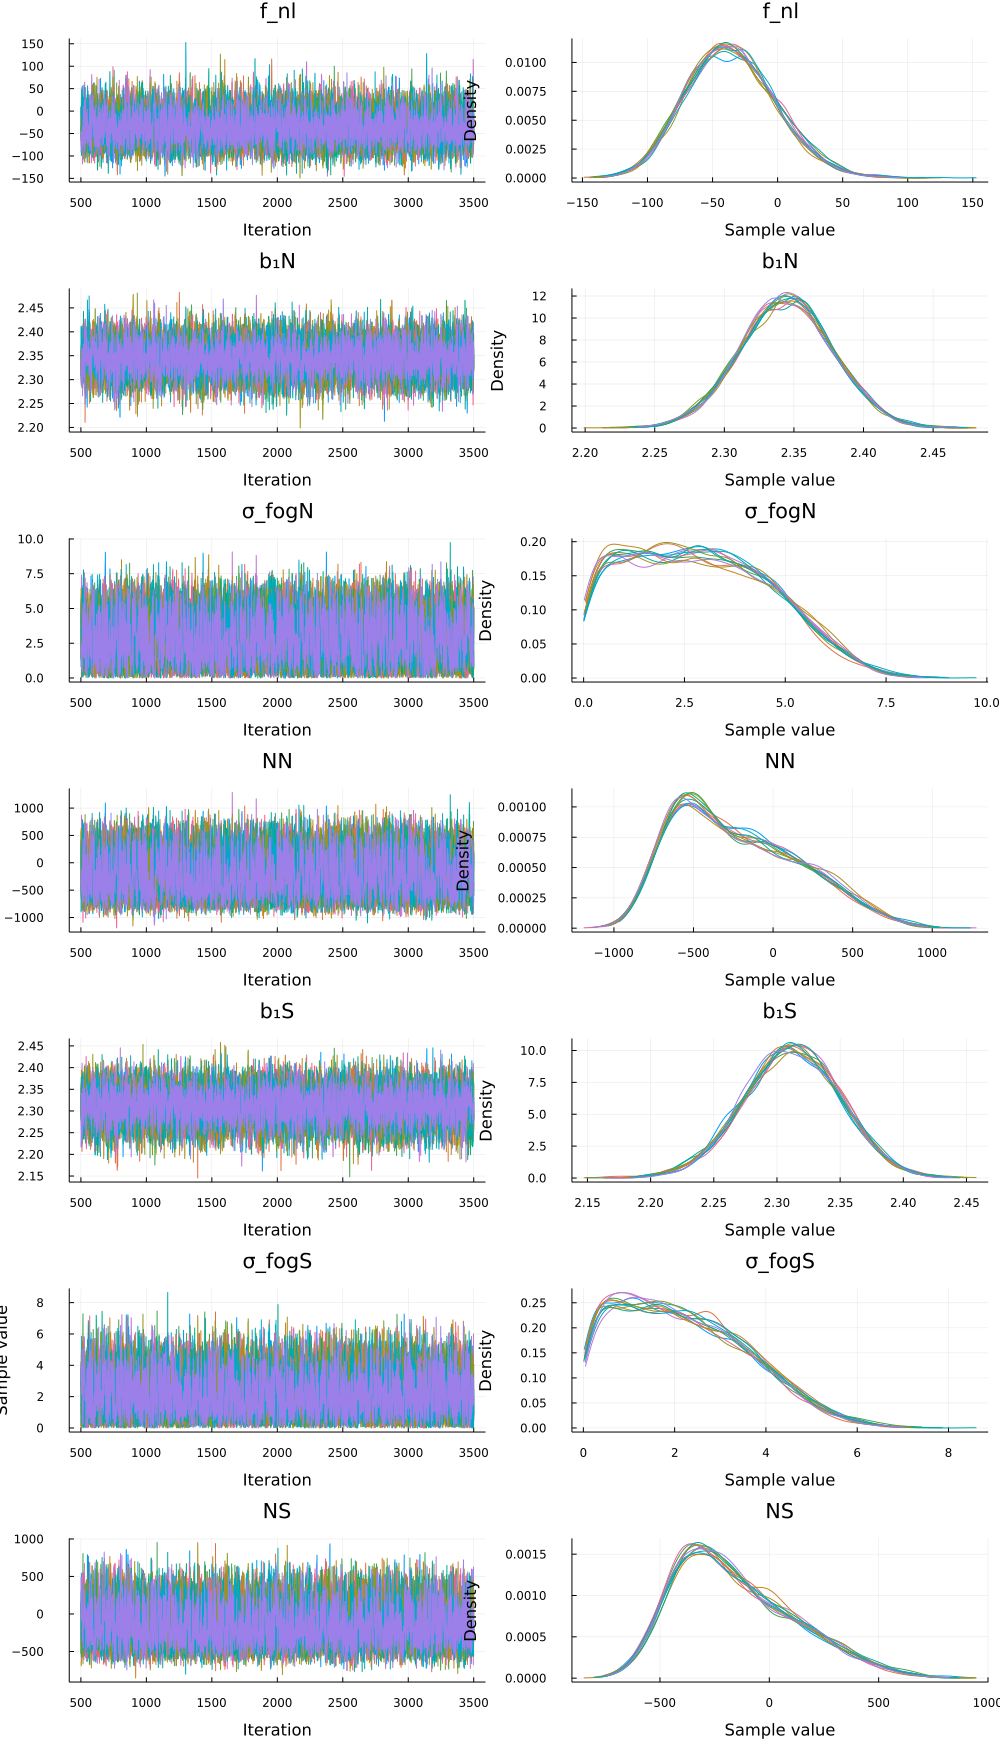 f_nl
f_nl
150
100
50
0
−50
−100
−150
500 1000 1500 2000 2500 3000 3500
Iteration
Density
0.0100
0.0075
0.0050
0.0025
0.0000
−150 −100 −50 0 50 100 150
Sample value
b₁N
b₁N
2.45
2.40
2.35
2.30
2.25
2.20
500 1000 1500 2000 2500 3000 3500
Iteration
Density
12
10
8
6
4
2
0
2.20 2.25 2.30 2.35 2.40 2.45
Sample value
σ_fogN
σ_fogN
10.0
7.5
5.0
2.5
0.0
500 1000 1500 2000 2500 3000 3500
Iteration
Density
0.20
0.15
0.10
0.05
0.00
0.0 2.5 5.0 7.5 10.0
Sample value
NN
NN
1000
500
0
−500
−1000
500 1000 1500 2000 2500 3000 3500
Iteration
Density
0.00100
0.00075
0.00050
0.00025
0.00000
−1000 −500 0 500 1000
Sample value
b₁S
b₁S
2.45
2.40
2.35
2.30
2.25
2.20
2.15
500 1000 1500 2000 2500 3000 3500
Iteration
Density
10.0
7.5
5.0
2.5
0.0
2.15 2.20 2.25 2.30 2.35 2.40 2.45
Sample value
σ_fogS
σ_fogS
Sample value
8
6
4
2
0
500 1000 1500 2000 2500 3000 3500
Iteration
Density
0.25
0.20
0.15
0.10
0.05
0.00
0 2 4 6 8
Sample value
NS
NS
1000
500
0
−500
500 1000 1500 2000 2500 3000 3500
Iteration
Density
0.0015
0.0010
0.0005
0.0000
−500 0 500 1000
Sample value